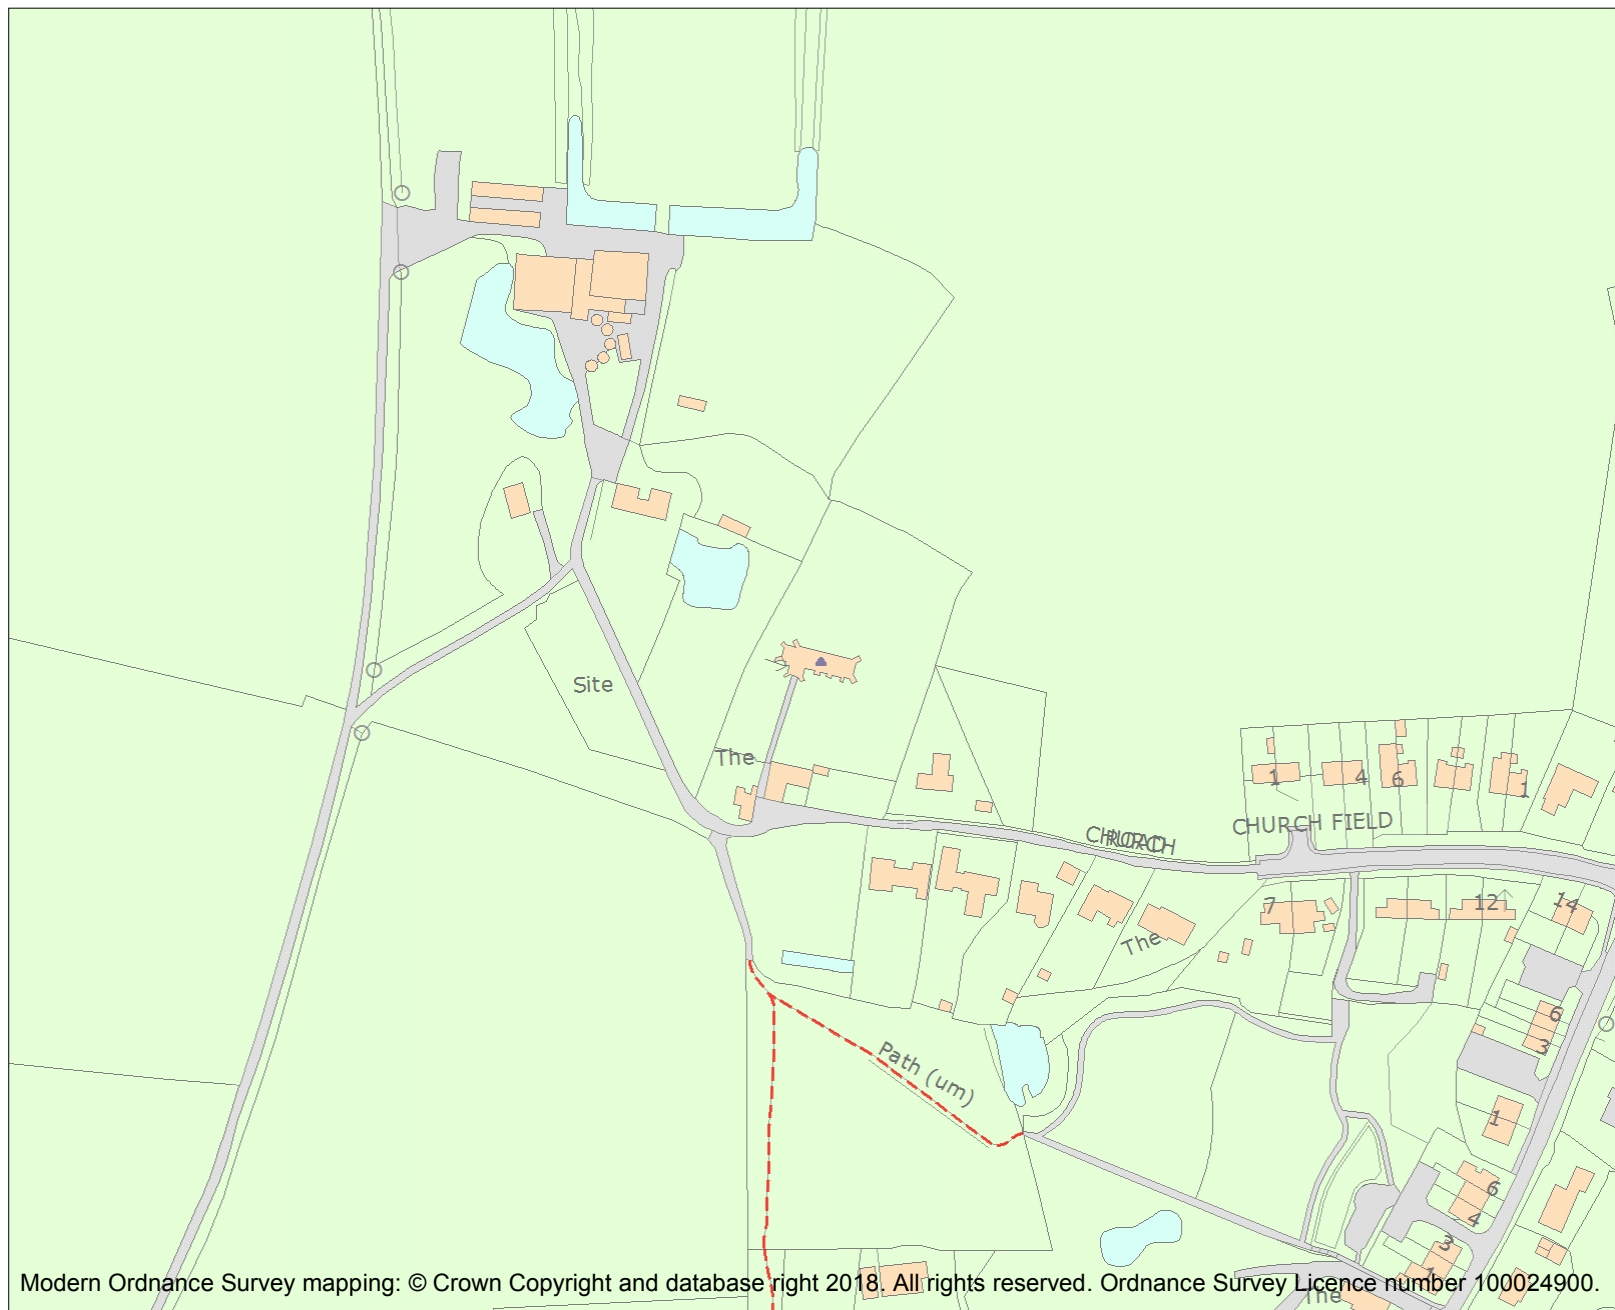 Site
The
CHURCH
ROAD
CHURCH FIELD
1
4
6
1
7
12
14
The
Path (um)
6
3
1
6
4
3
1
The
Modern Ordnance Survey mapping: © Crown Copyright and database right 2018. All rights reserved. Ordnance Survey Licence number 100024900.